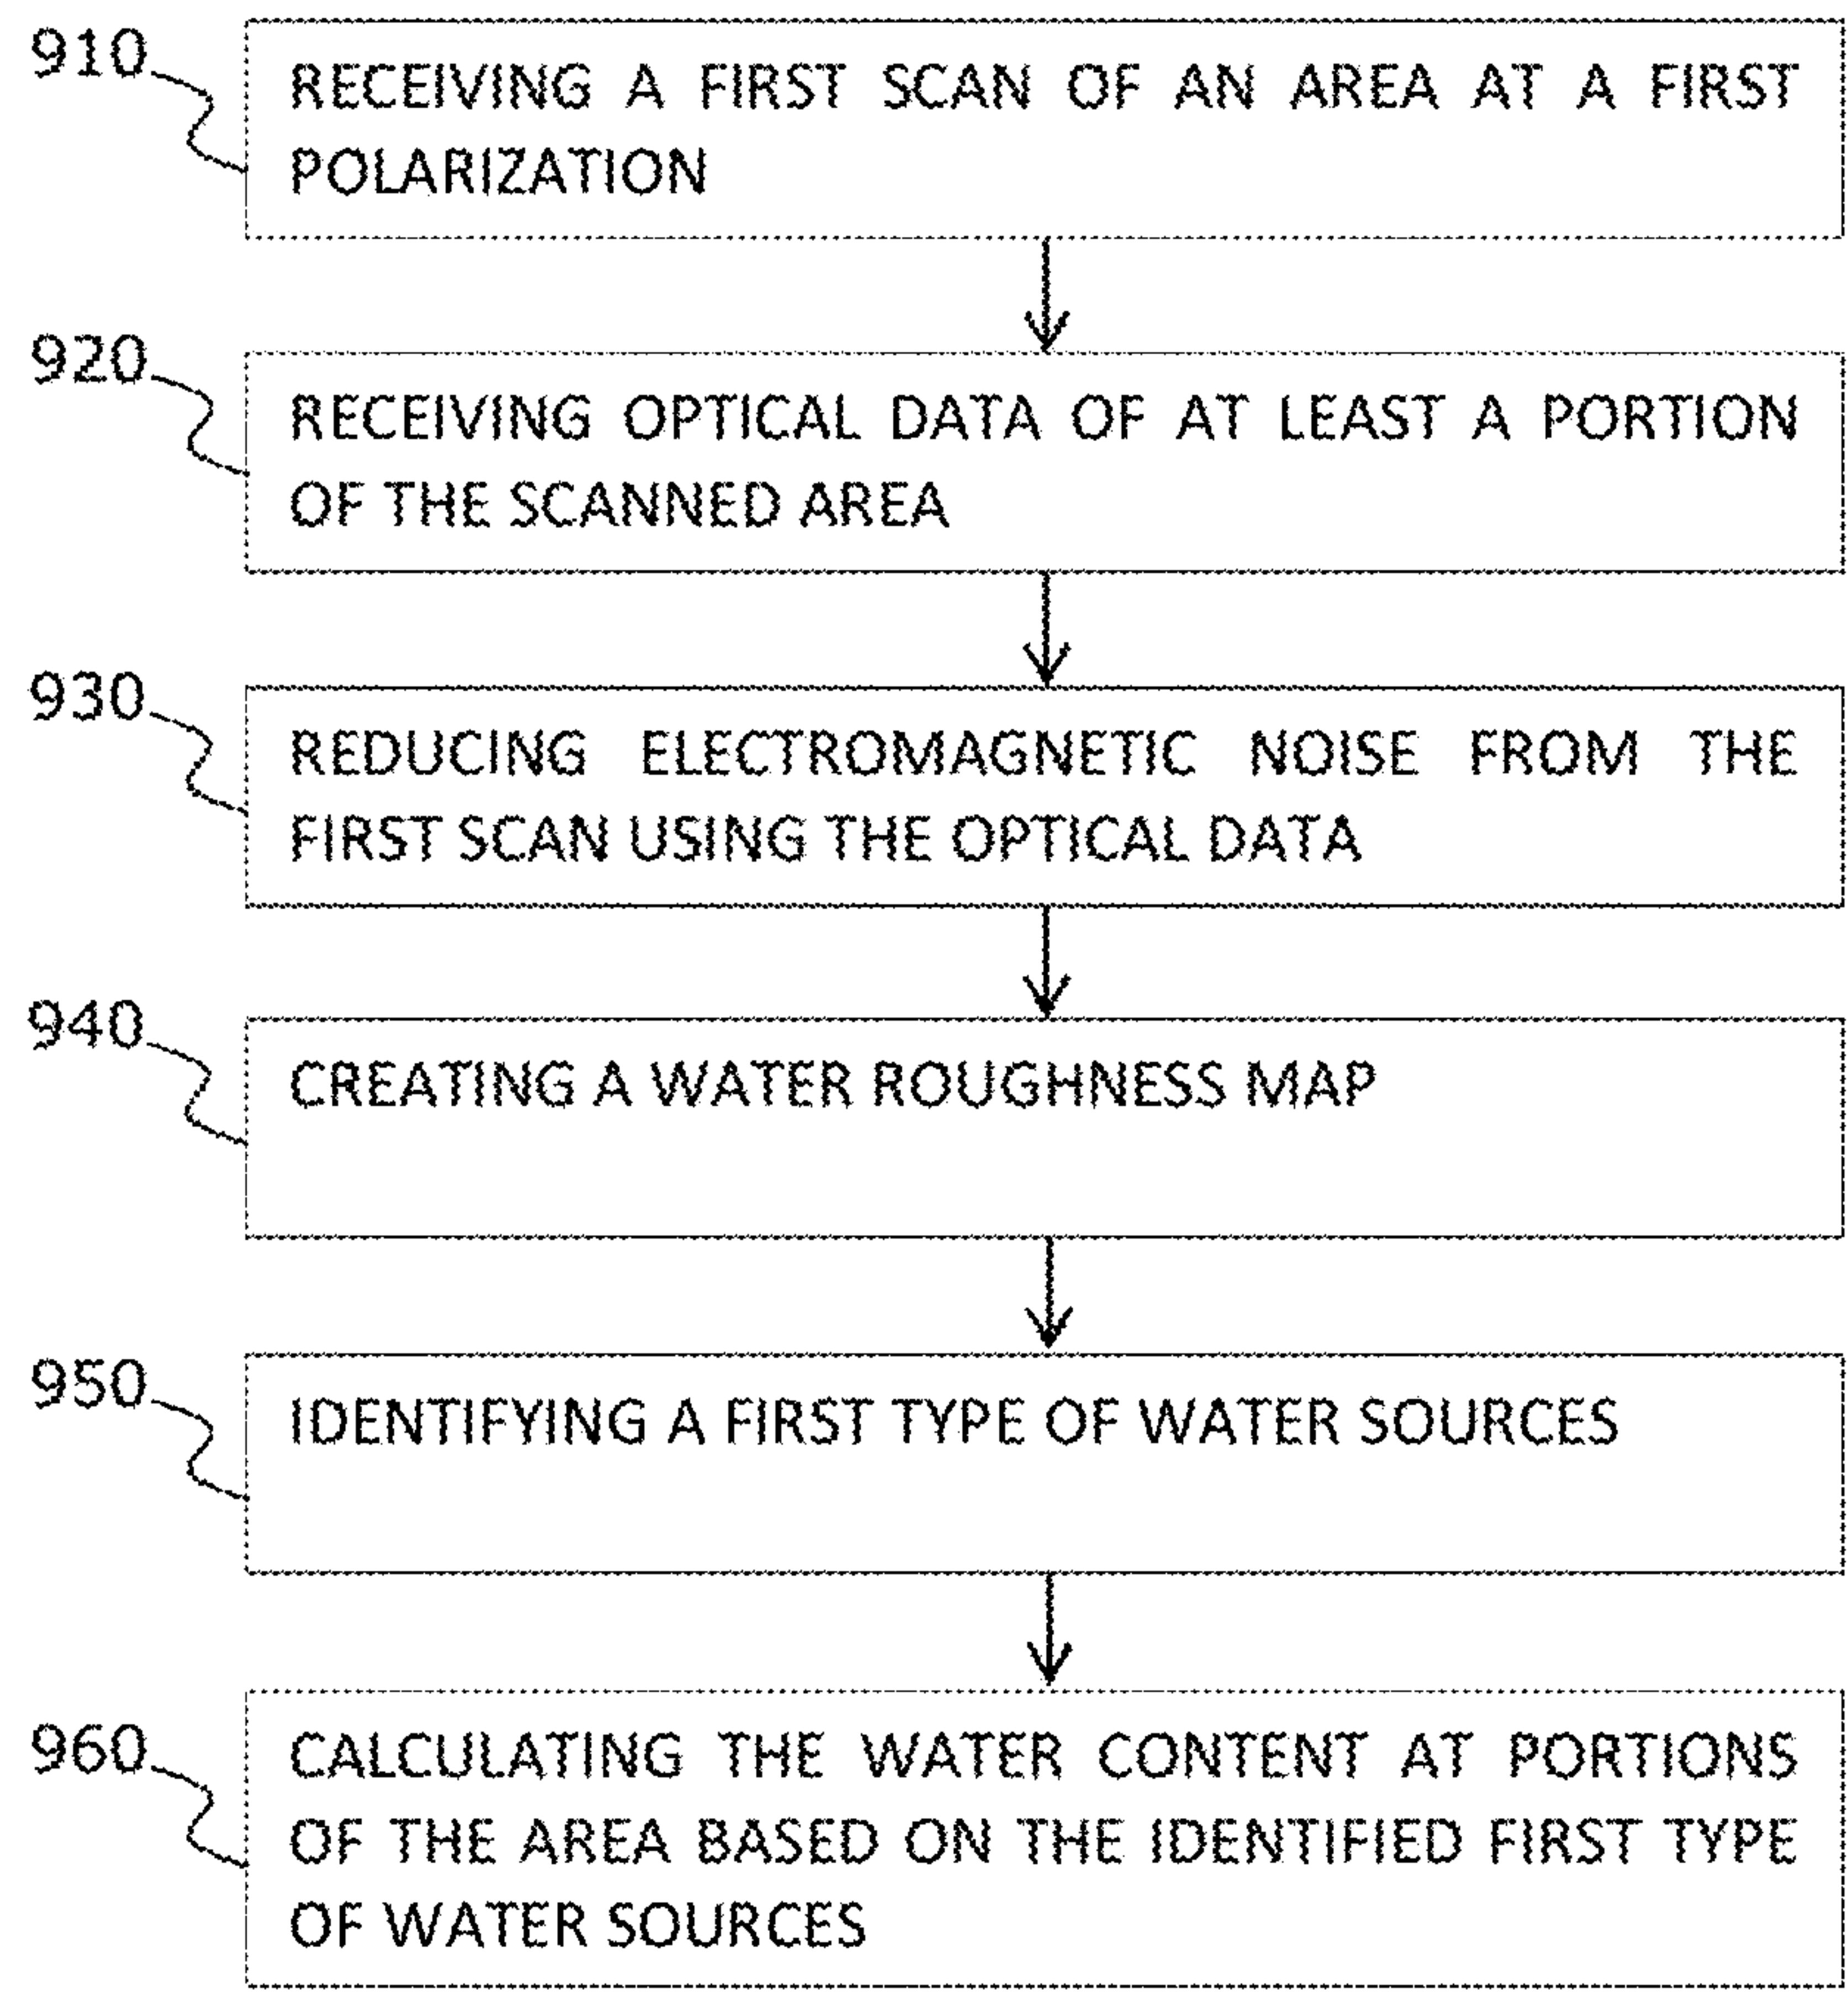 910
RECEIVING A FIRST SCAN OF AN AREA AT A FIRST
POLARIZATION
920
RECEIVING OPTICAL DATA OF AT LEAST A PORTION
OF THE SCANNED AREA
930
REDUCING ELECTROMAGNETIC NOISE FROM THE
FIRST SCAN USING THE OPTICAL DATA
940
CREATING A WATER ROUGHNESS MAP
950
IDENTIFYING A FIRST TYPE OF WATER SOURCES
960
CALCULATING THE WATER CONTENT AT PORTIONS
OF THE AREA BASED ON THE IDENTIFIED FIRST TYPE
OF WATER SOURCES